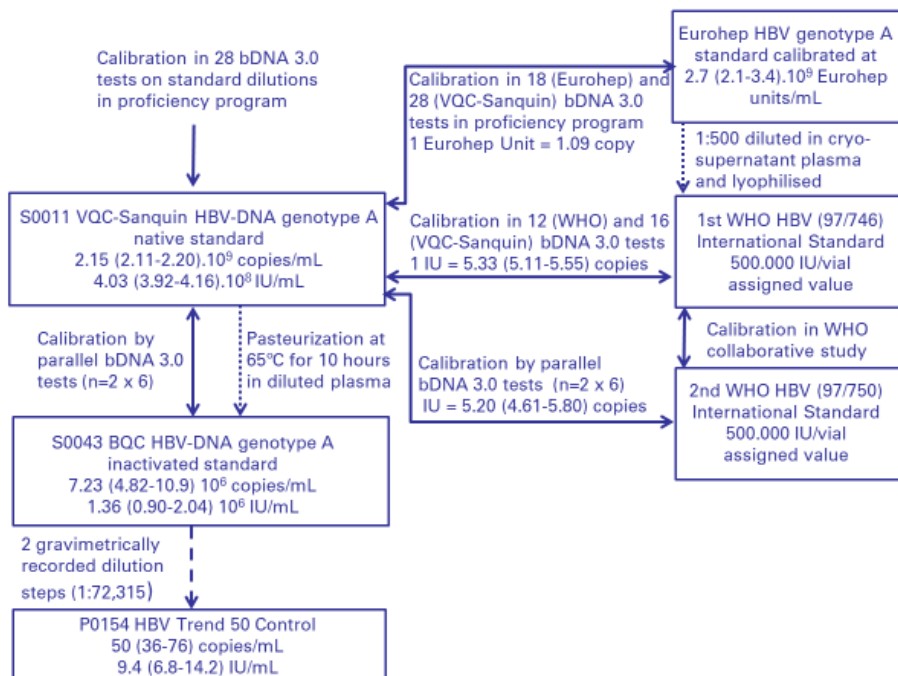 Calibration in 28 bDNA 3.0
tests on standard dilutions
in proficiency program
Calibration in 18 (Eurohep) and
28 (VQC-Sanquin) bDNA 3.0
tests in proficiency program
1 Eurohep Unit = 1.09 copy
Eurohep HBV genotype A
standard calibrated at
2.7 (2.1-3.4).10⁹ Eurohep
units/mL
1:500 diluted in cryo-
supernatant plasma
and lyophilised
S0011 VQC-Sanquin HBV-DNA genotype A
native standard
2.15 (2.11-2.20).10⁹ copies/mL
4.03 (3.92-4.16).10⁸ IU/mL
Calibration in 12 (WHO) and 16
(VQC-Sanquin) bDNA 3.0 tests
1 IU = 5.33 (5.11-5.55) copies
1st WHO HBV (97/746)
International Standard
500.000 IU/vial
assigned value
Calibration by
parallel bDNA 3.0
tests (n=2 x 6)
Pasteurization at
65ºC for 10 hours
in diluted plasma
Calibration by parallel
bDNA 3.0 tests (n=2 x 6)
IU = 5.20 (4.61-5.80) copies
Calibration in WHO
collaborative study
2nd WHO HBV (97/750)
International Standard
500.000 IU/vial
assigned value
S0043 BQC HBV-DNA genotype A
inactivated standard
7.23 (4.82-10.9) 10⁶ copies/mL
1.36 (0.90-2.04) 10⁶ IU/mL
2 gravimetrically
recorded dilution
steps (1:72,315)
P0154 HBV Trend 50 Control
50 (36-76) copies/mL
9.4 (6.8-14.2) IU/mL